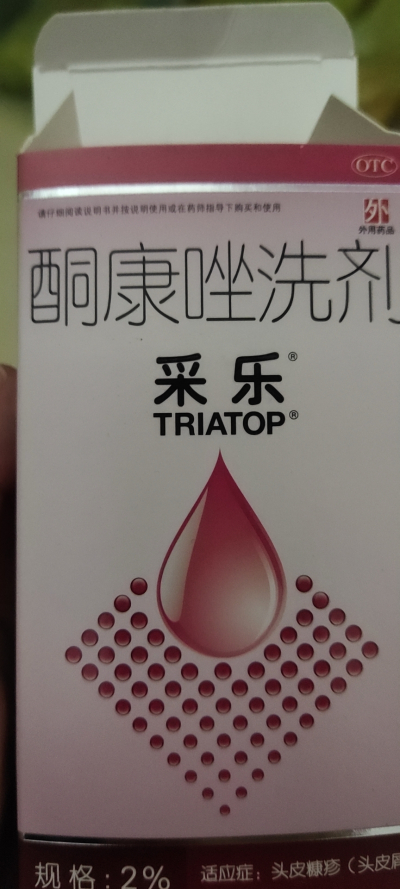 OTC
请仔细阅读说明书并按说明使用或在药师指导下购买和使用
外
外用药品
酮康唑洗剂
采乐®
TRIATOP®
规格:2%
适应症:头皮糠疹(头皮屑